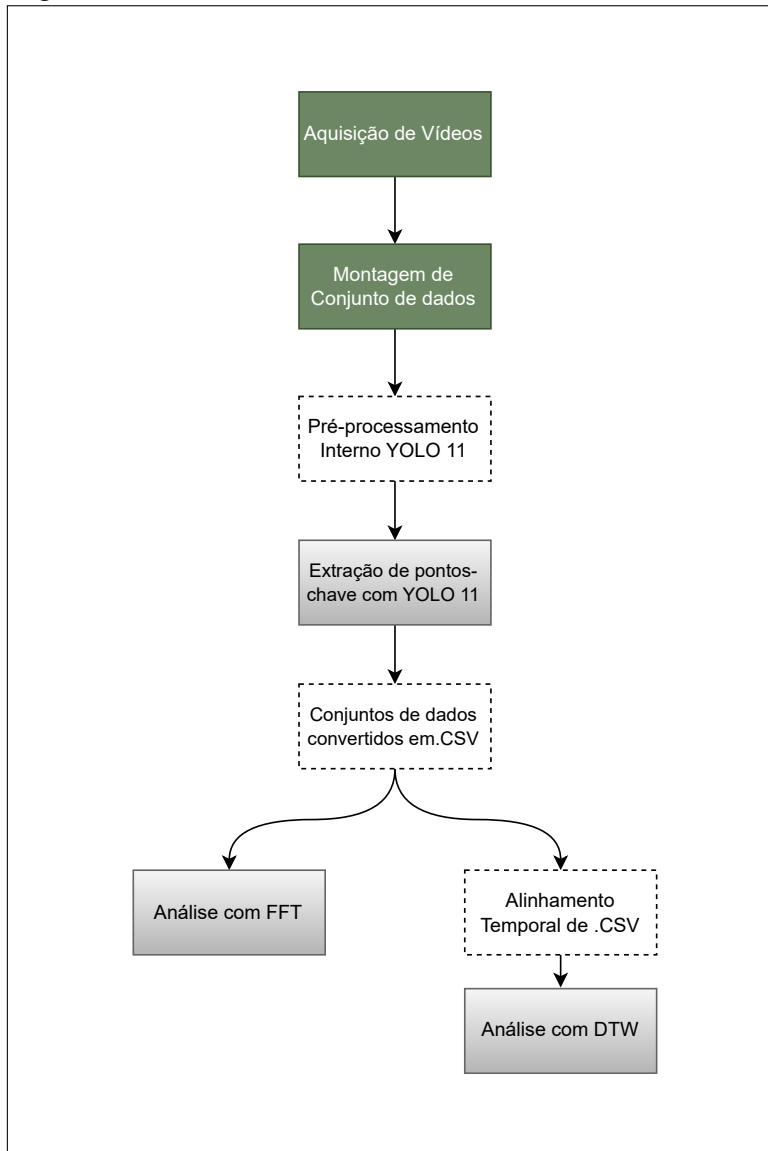 Aquisição de Vídeos
Montagem de
Conjunto de dados
Pré-processamento
Interno YOLO 11
Extração de pontos-
chave com YOLO 11
Conjuntos de dados
convertidos em.CSV
Análise com FFT
Alinhamento
Temporal de .CSV
Análise com DTW